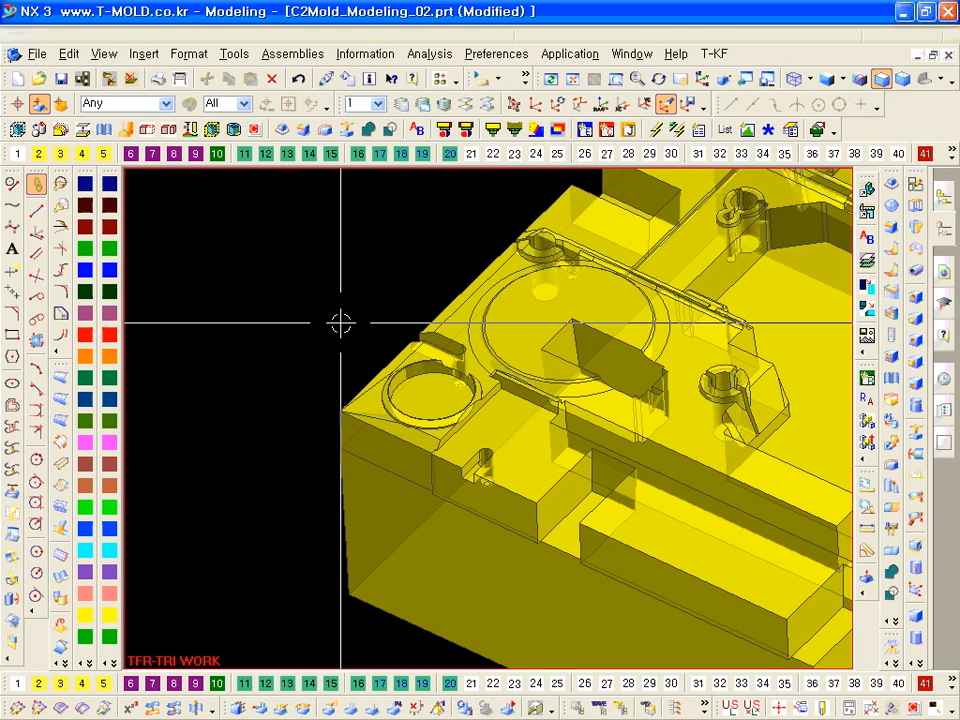 NX 3 www.T-MOLD.co.kr - Modeling - [C2Mold_Modeling_02.prt (Modified) ]
File Edit View Insert Format Tools Assemblies Information Analysis Preferences Application Window Help T-KF
Any All 1
List
1 2 3 4 5 6 7 8 9 10 11 12 13 14 15 16 17 18 19 20 21 22 23 24 25 26 27 28 29 30 31 32 33 34 35 36 37 38 39 40 41
TFR-TRI WORK
1 2 3 4 5 6 7 8 9 10 11 12 13 14 15 16 17 18 19 20 21 22 23 24 25 26 27 28 29 30 31 32 33 34 35 36 37 38 39 40 41